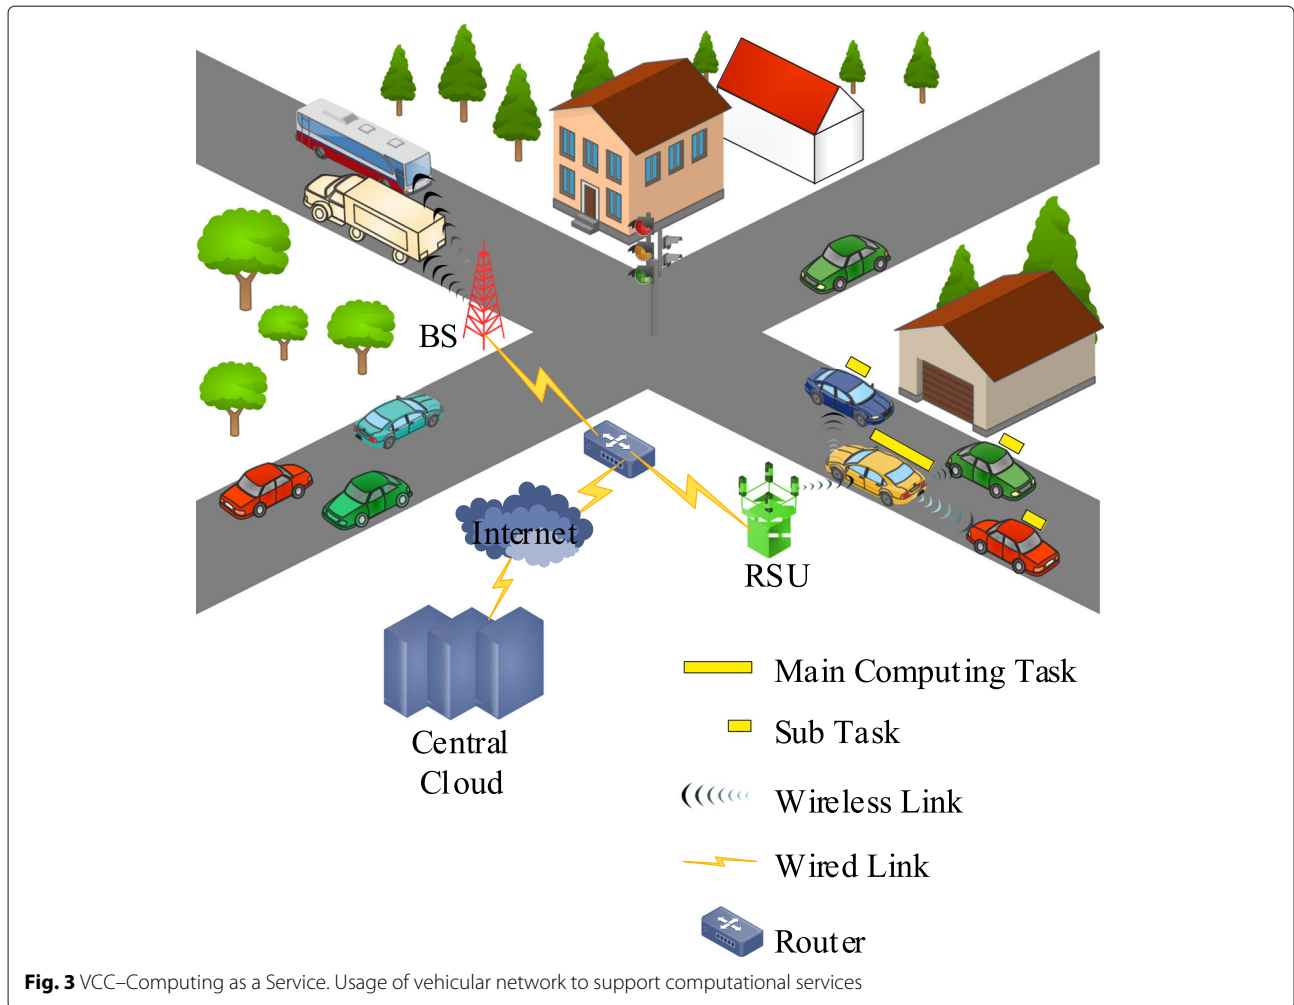 BS
Internet
RSU
Central
Cloud
Main Computing Task
Sub Task
Wireless Link
Wired Link
Router
Fig. 3 VCC–Computing as a Service. Usage of vehicular network to support computational services